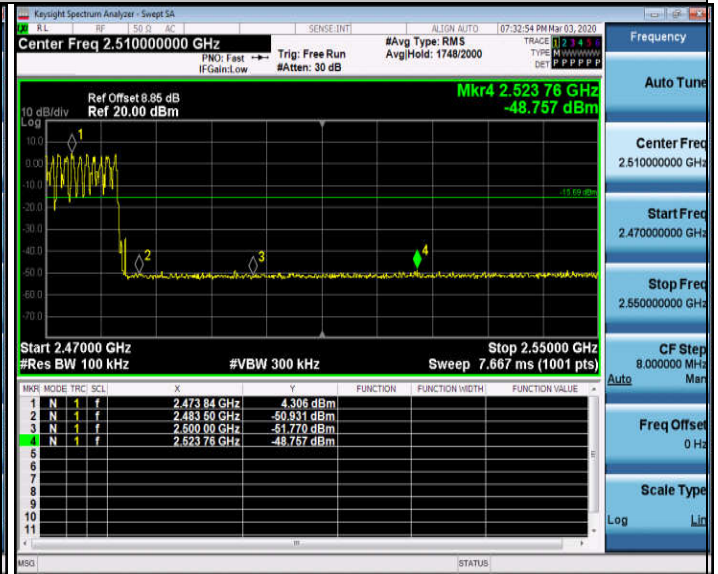 Keysight Spectrum Analyzer - Swept SA
RL RF 50 Ω AC SENSE:INT ALIGN AUTO 07:32:54 PM Mar 03, 2020
Center Freq 2.510000000 GHz
PNO: Fast
IFGain:Low
Trig: Free Run
#Atten: 30 dB
#Avg Type: RMS
Avg|Hold: 1748/2000
TRACE 1 2 3 4 5 6
TYPE M W W W W W
DET P P P P P P
Ref Offset 8.85 dB
10 dB/div Ref 20.00 dBm
Log
Mkr4 2.523 76 GHz
-48.757 dBm
10.0
0.00
-10.0
-20.0
-30.0
-40.0
-50.0
-60.0
-70.0
1
2
3
4
-15.69 dBm
Start 2.47000 GHz Stop 2.55000 GHz
#Res BW 100 kHz #VBW 300 kHz Sweep 7.667 ms (1001 pts)
MKR MODE TRC SCL X Y FUNCTION FUNCTION WIDTH FUNCTION VALUE
1 N 1 f 2.473 84 GHz 4.306 dBm
2 N 1 f 2.483 50 GHz -50.931 dBm
3 N 1 f 2.500 00 GHz -51.770 dBm
4 N 1 f 2.523 76 GHz -48.757 dBm
5
6
7
8
9
10
11
MSG STATUS
Frequency
Auto Tune
Center Freq
2.510000000 GHz
Start Freq
2.470000000 GHz
Stop Freq
2.550000000 GHz
CF Step
8.000000 MHz
Auto Man
Freq Offset
0 Hz
Scale Type
Log Lin